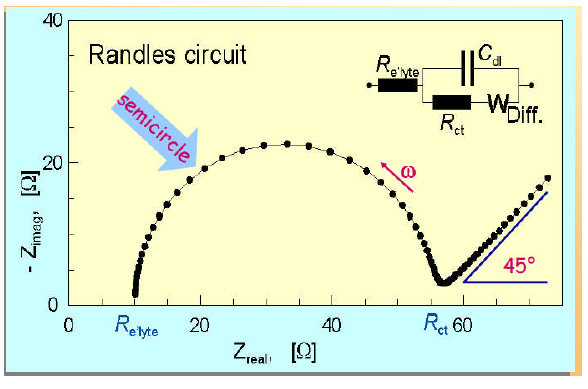 40
Randles circuit
R e'lyte
C dl
R ct
W Diff.
semicircle
20
ω
- Z imag, [Ω]
45°
0
0
R e'lyte
20
40
R ct
60
Z real, [Ω]